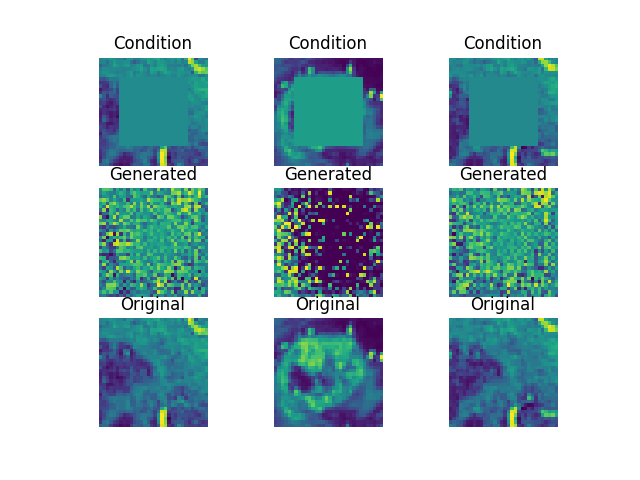 Condition Condition Condition
Generated Generated Generated
Original Original Original